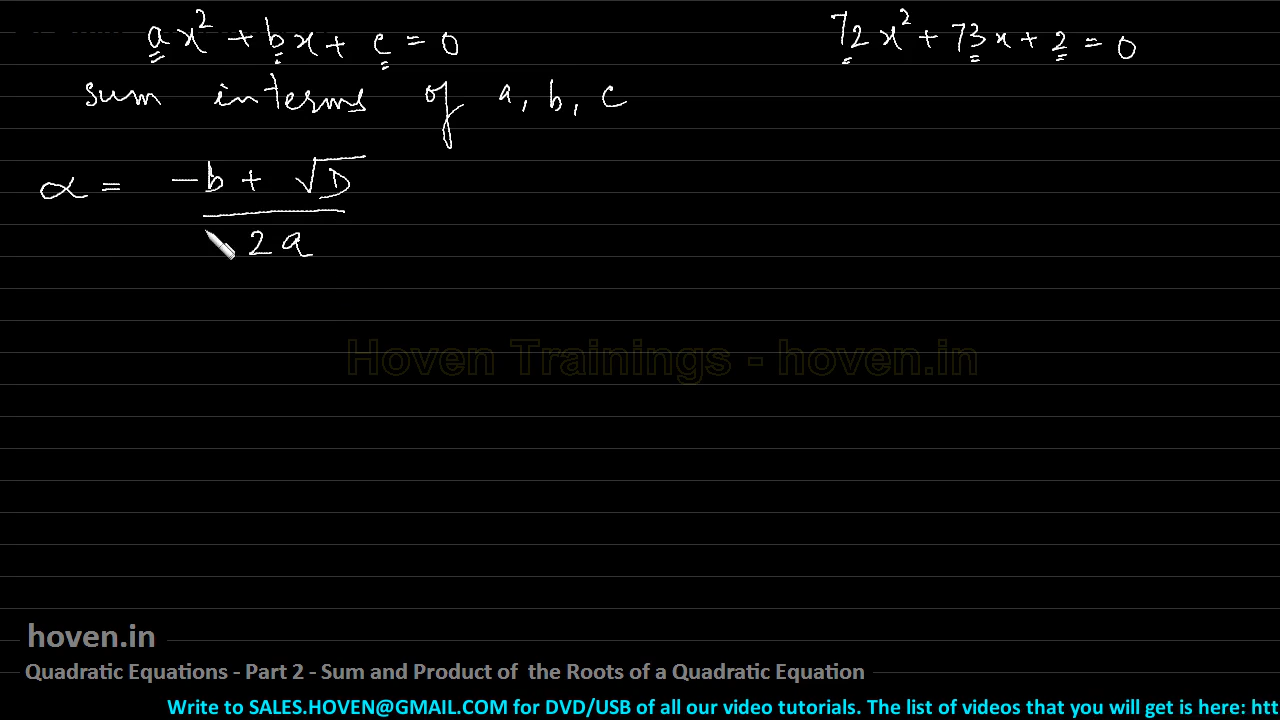 ax² + bx + c = 0
72x² + 73x + 2 = 0
sum interms of a, b, c
α = (-b + √D) / 2a
Hoven Trainings - hoven.in
hoven.in
Quadratic Equations - Part 2 - Sum and Product of the Roots of a Quadratic Equation
Write to SALES.HOVEN@GMAIL.COM for DVD/USB of all our video tutorials. The list of videos that you will get is here: htt